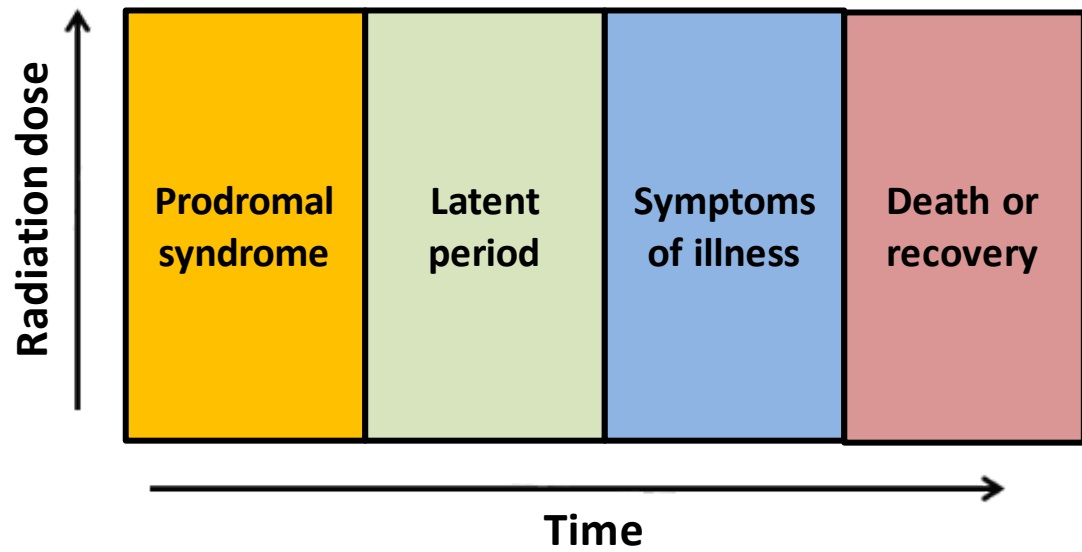 Radiation dose
Prodromal
syndrome
Latent
period
Symptoms
of illness
Death or
recovery
Time